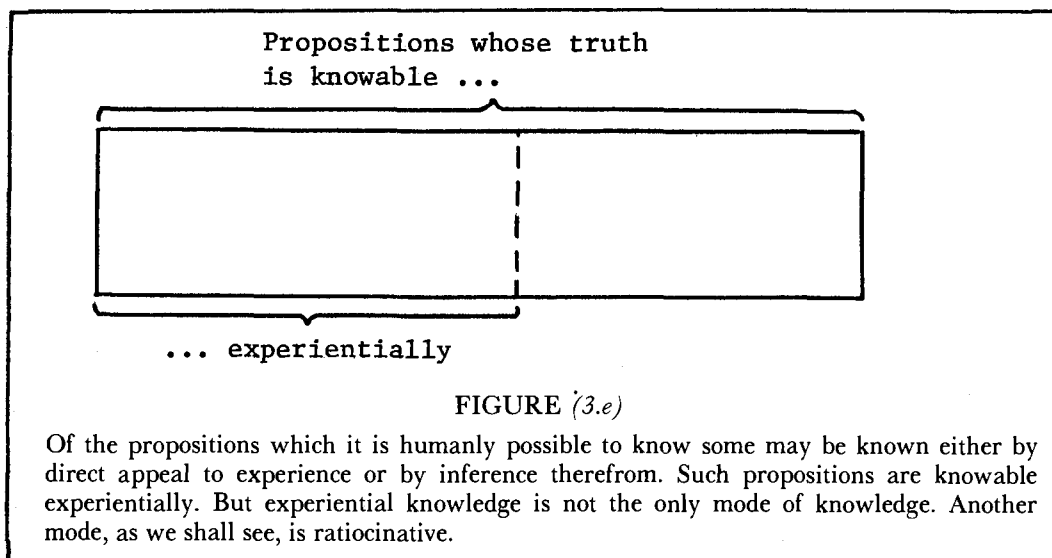 Propositions whose truth
is knowable ...
... experientially
FIGURE (3.e)
Of the propositions which it is humanly possible to know some may be known either by
direct appeal to experience or by inference therefrom. Such propositions are knowable
experientially. But experiential knowledge is not the only mode of knowledge. Another
mode, as we shall see, is ratiocinative.